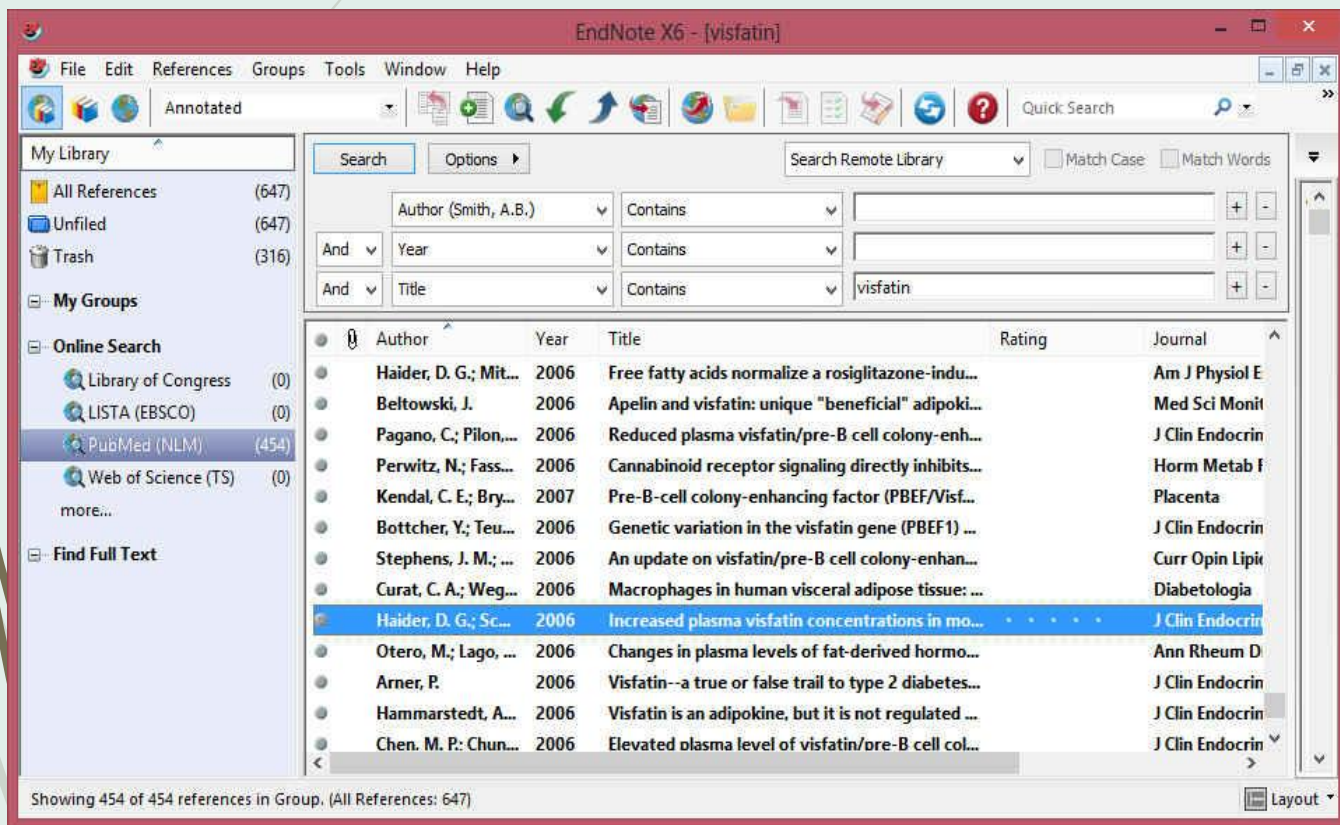 EndNote X6 - [visfatin]
File Edit References Groups Tools Window Help
Annotated Quick Search
My Library
All References (647)
Unfiled (647)
Trash (316)
My Groups
Online Search
Library of Congress (0)
LISTA (EBSCO) (0)
PubMed (NLM) (454)
Web of Science (TS) (0)
more...
Find Full Text
Search Options Search Remote Library Match Case Match Words
Author (Smith, A.B.) Contains + -
And Year Contains + -
And Title Contains visfatin + -
Author Year Title Rating Journal
Haider, D. G.; Mit... 2006 Free fatty acids normalize a rosiglitazone-indu... Am J Physiol E
Beltowski, J. 2006 Apelin and visfatin: unique "beneficial" adipoki... Med Sci Monit
Pagano, C.; Pilon,... 2006 Reduced plasma visfatin/pre-B cell colony-enh... J Clin Endocrin
Perwitz, N.; Fass... 2006 Cannabinoid receptor signaling directly inhibits... Horm Metab
Kendal, C. E.; Bry... 2007 Pre-B-cell colony-enhancing factor (PBEF/Visf... Placenta
Bottcher, Y.; Teu... 2006 Genetic variation in the visfatin gene (PBEF1) ... J Clin Endocrin
Stephens, J. M.; ... 2006 An update on visfatin/pre-B cell colony-enhan... Curr Opin Lipi
Curat, C. A.; Weg... 2006 Macrophages in human visceral adipose tissue: ... Diabetologia
Haider, D. G.; Sc... 2006 Increased plasma visfatin concentrations in mo... J Clin Endocrin
Otero, M.; Lago, ... 2006 Changes in plasma levels of fat-derived hormo... Ann Rheum D
Arner, P. 2006 Visfatin--a true or false trail to type 2 diabetes... J Clin Endocrin
Hammarstedt, A... 2006 Visfatin is an adipokine, but it is not regulated ... J Clin Endocrin
Chen, M. P.; Chun... 2006 Elevated plasma level of visfatin/pre-B cell col... J Clin Endocrin
Showing 454 of 454 references in Group. (All References: 647) Layout